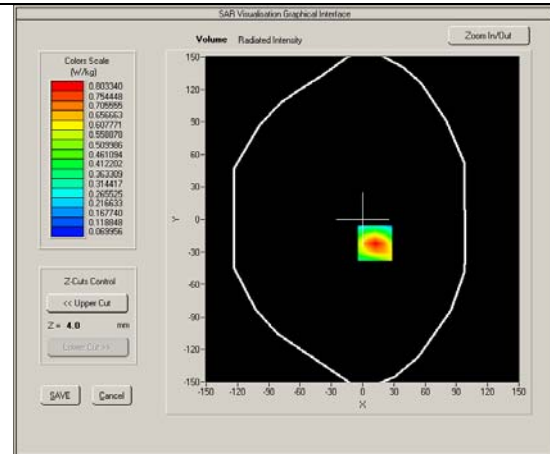 SAR Visualisation Graphical Interface
Volume Radiated Intensity
Zoom In/Out
Colors Scale
(W/kg)
0.803340
0.754448
0.705555
0.656663
0.607771
0.558878
0.509986
0.461094
0.412202
0.363309
0.314417
0.265525
0.216633
0.167740
0.118848
0.069956
Z-Cuts Control
<< Upper Cut
Z = 4.0 mm
Lower Cut >>
SAVE Cancel
150
120
90
60
30
0
-30
-60
-90
-120
-150
Y
-150 -120 -90 -60 -30 0 30 60 90 120 150
X